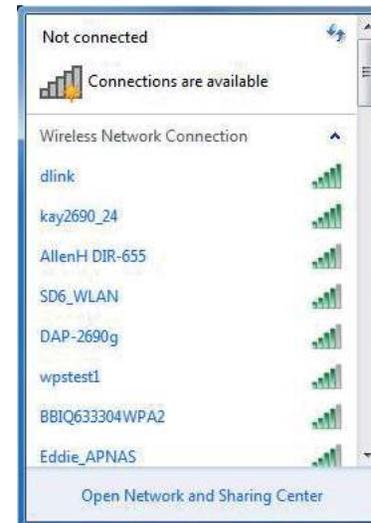 Not connected
Connections are available
Wireless Network Connection
dlink
kay2690_24
AllenH DIR-655
SD6_WLAN
DAP-2690g
wpstest1
BBIQ633304WPA2
Eddie_APNAS
Open Network and Sharing Center